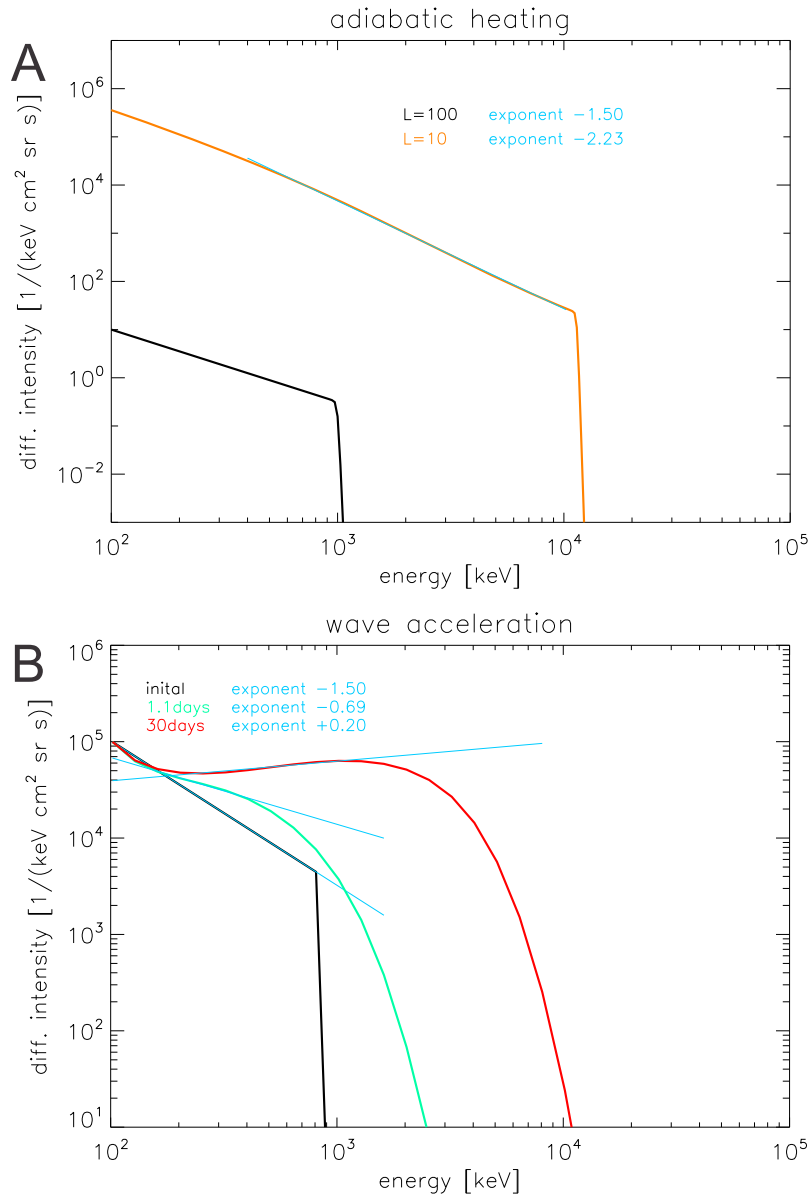 adiabatic heating
A
diff. intensity [1/(keV cm² sr s)]
10⁶
10⁴
10²
10⁰
10⁻²
L=100 exponent −1.50
L=10 exponent −2.23
10² 10³ 10⁴ 10⁵
energy [keV]
wave acceleration
B
diff. intensity [1/(keV cm² sr s)]
10⁶
10⁵
10⁴
10³
10²
10¹
inital exponent −1.50
1.1days exponent −0.69
30days exponent +0.20
10² 10³ 10⁴ 10⁵
energy [keV]